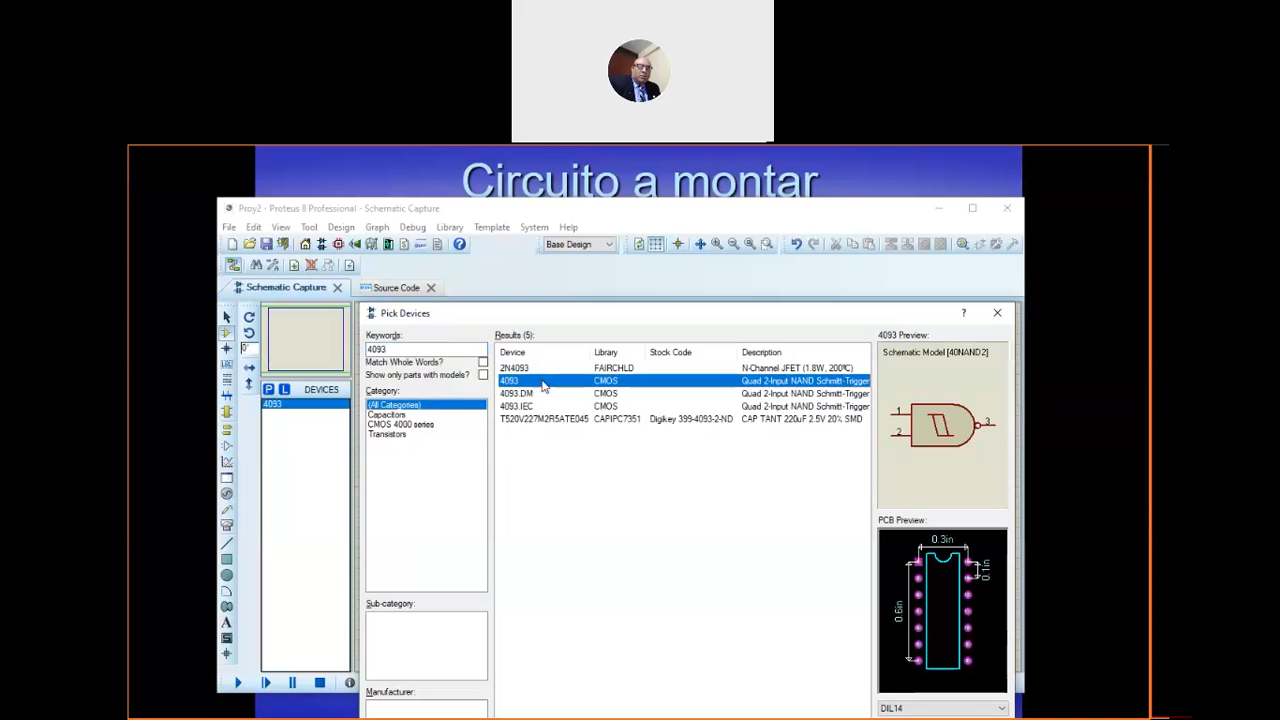 Circuito a montar
Proy2 - Proteus 8 Professional - Schematic Capture
File Edit View Tool Design Graph Debug Library Template System Help
Base Design
Schematic Capture
Source Code
Pick Devices
?
Keywords:
4093
Match Whole Words?
Show only parts with models?
Category:
(All Categories)
Capacitors
CMOS 4000 series
Transistors
Sub-category:
Manufacturer:
P L DEVICES
4093
Results (5):
Device Library Stock Code Description
2N4093 FAIRCHLD N-Channel JFET (1.8W, 200ºC)
4093 CMOS Quad 2-Input NAND Schmitt-Trigger
4093.DM CMOS Quad 2-Input NAND Schmitt-Trigger
4093.IEC CMOS Quad 2-Input NAND Schmitt-Trigger
T520V227M2R5ATE045 CAPIPC7351 Digikey 399-4093-2-ND CAP TANT 220uF 2.5V 20% SMD
4093 Preview:
Schematic Model [40NAND2]
1
2
3
PCB Preview:
0.3in
0.1in
0.6in
DIL14